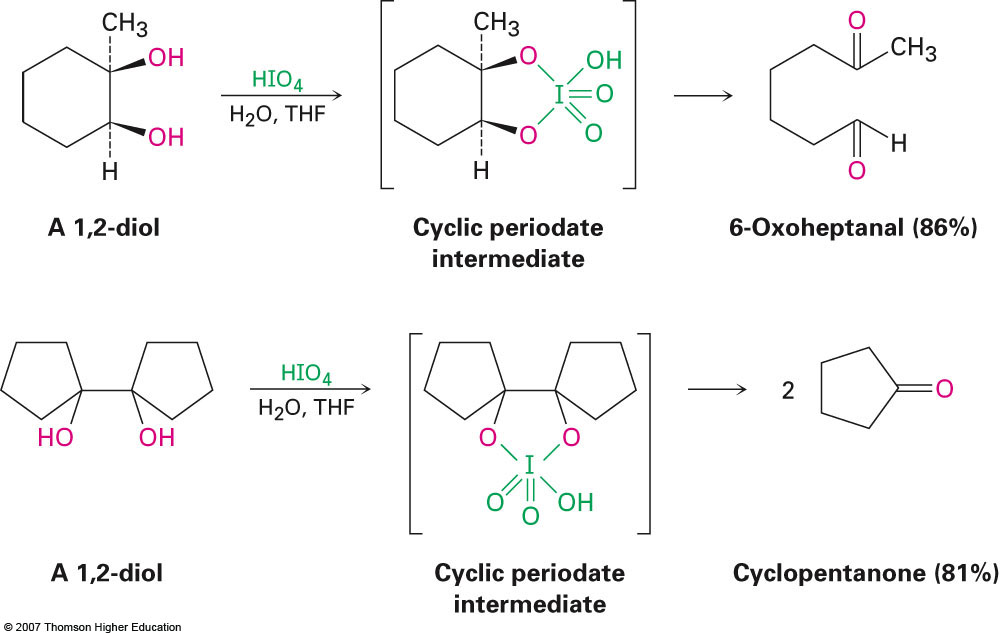 CH₃
OH
OH
H
HIO₄
H₂O, THF
CH₃
O
OH
I
O
O
O
H
O
CH₃
H
O
A 1,2-diol
Cyclic periodate
intermediate
6-Oxoheptanal (86%)
HO
OH
HIO₄
H₂O, THF
O
O
I
O
O
OH
2
O
A 1,2-diol
Cyclic periodate
intermediate
Cyclopentanone (81%)
© 2007 Thomson Higher Education